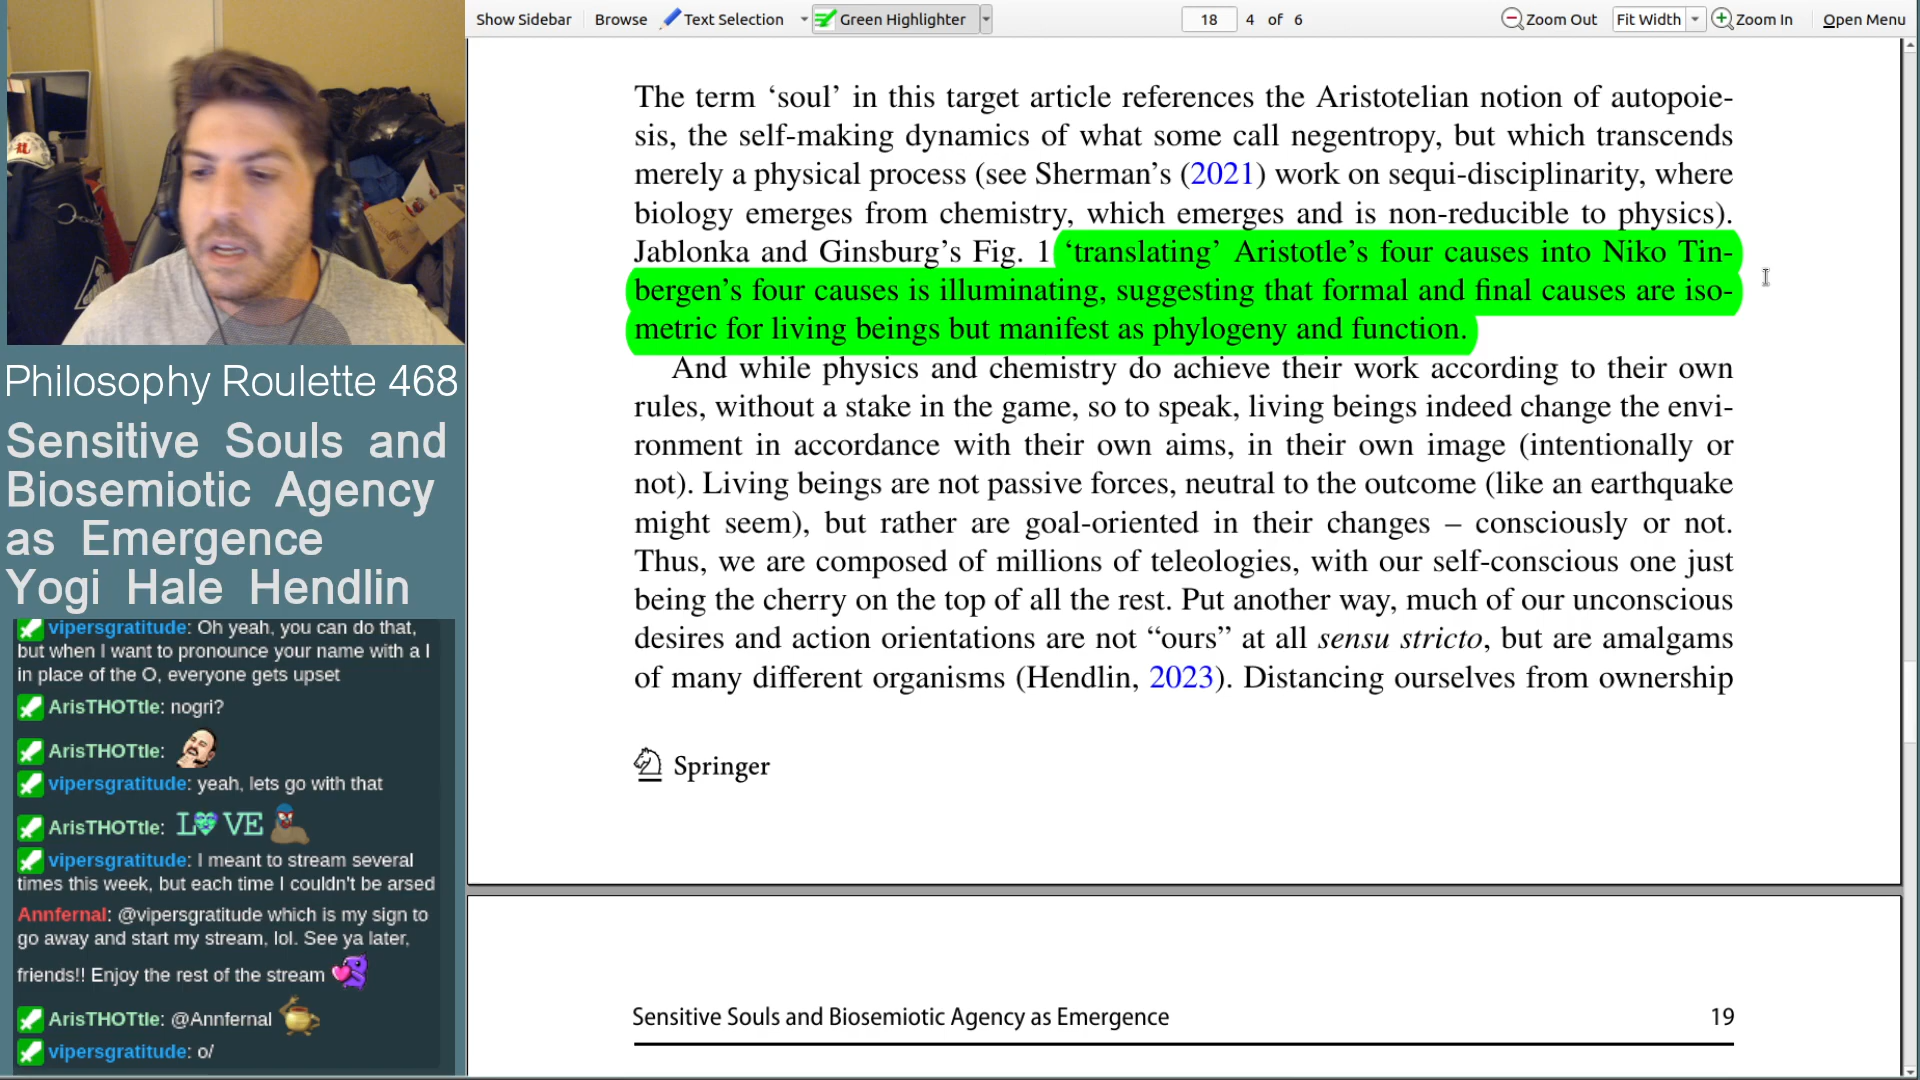 Show Sidebar Browse Text Selection Green Highlighter 18 4 of 6 Zoom Out Fit Width Zoom In Open Menu
The term ‘soul’ in this target article references the Aristotelian notion of autopoie-
sis, the self-making dynamics of what some call negentropy, but which transcends
merely a physical process (see Sherman’s (2021) work on sequi-disciplinarity, where
biology emerges from chemistry, which emerges and is non-reducible to physics).
Jablonka and Ginsburg’s Fig. 1 ‘translating’ Aristotle’s four causes into Niko Tin-
bergen’s four causes is illuminating, suggesting that formal and final causes are iso-
metric for living beings but manifest as phylogeny and function.
And while physics and chemistry do achieve their work according to their own
rules, without a stake in the game, so to speak, living beings indeed change the envi-
ronment in accordance with their own aims, in their own image (intentionally or
not). Living beings are not passive forces, neutral to the outcome (like an earthquake
might seem), but rather are goal-oriented in their changes – consciously or not.
Thus, we are composed of millions of teleologies, with our self-conscious one just
being the cherry on the top of all the rest. Put another way, much of our unconscious
desires and action orientations are not “ours” at all sensu stricto, but are amalgams
of many different organisms (Hendlin, 2023). Distancing ourselves from ownership
Springer
Sensitive Souls and Biosemiotic Agency as Emergence 19
Philosophy Roulette 468
Sensitive Souls and
Biosemiotic Agency
as Emergence
Yogi Hale Hendlin
vipersgratitude: Oh yeah, you can do that,
but when I want to pronounce your name with a I
in place of the O, everyone gets upset
ArisTHOTtle: nogri?
ArisTHOTtle:
vipersgratitude: yeah, lets go with that
ArisTHOTtle: LOVE
vipersgratitude: I meant to stream several
times this week, but each time I couldn't be arsed
Annfernal: @vipersgratitude which is my sign to
go away and start my stream, lol. See ya later,
friends!! Enjoy the rest of the stream
ArisTHOTtle: @Annfernal
vipersgratitude: o/